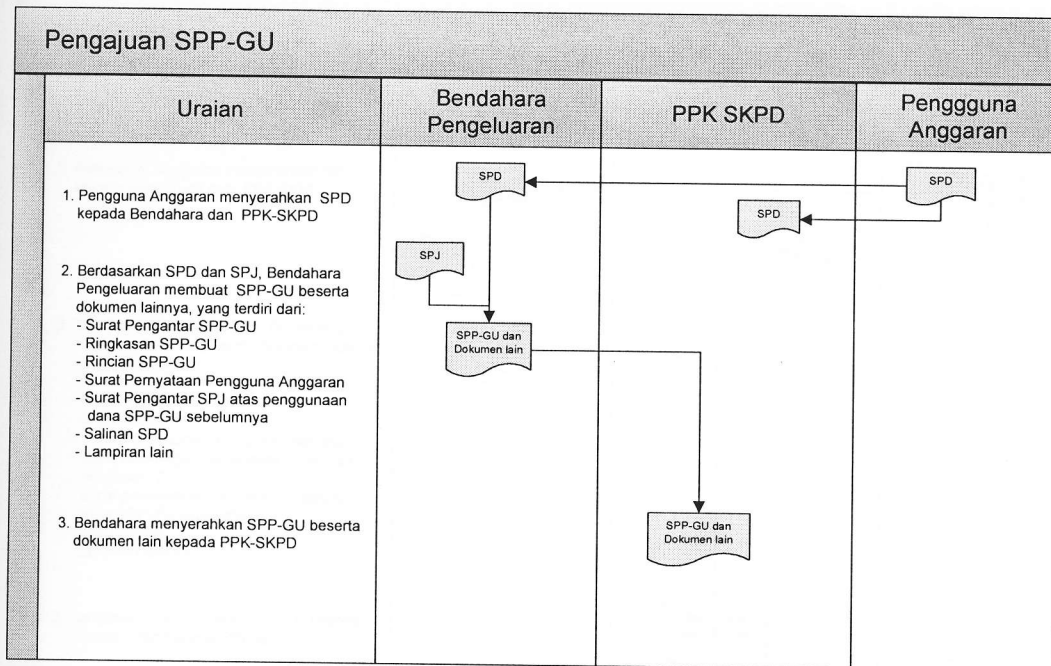 Pengajuan SPP-GU
Uraian
Bendahara
Pengeluaran
PPK SKPD
Penggguna
Anggaran
1. Pengguna Anggaran menyerahkan SPD
kepada Bendahara dan PPK-SKPD
SPD
SPD
SPD
2. Berdasarkan SPD dan SPJ, Bendahara
Pengeluaran membuat SPP-GU beserta
dokumen lainnya, yang terdiri dari:
- Surat Pengantar SPP-GU
- Ringkasan SPP-GU
- Rincian SPP-GU
- Surat Pernyataan Pengguna Anggaran
- Surat Pengantar SPJ atas penggunaan
dana SPP-GU sebelumnya
- Salinan SPD
- Lampiran lain
SPJ
SPP-GU dan
Dokumen lain
3. Bendahara menyerahkan SPP-GU beserta
dokumen lain kepada PPK-SKPD
SPP-GU dan
Dokumen lain